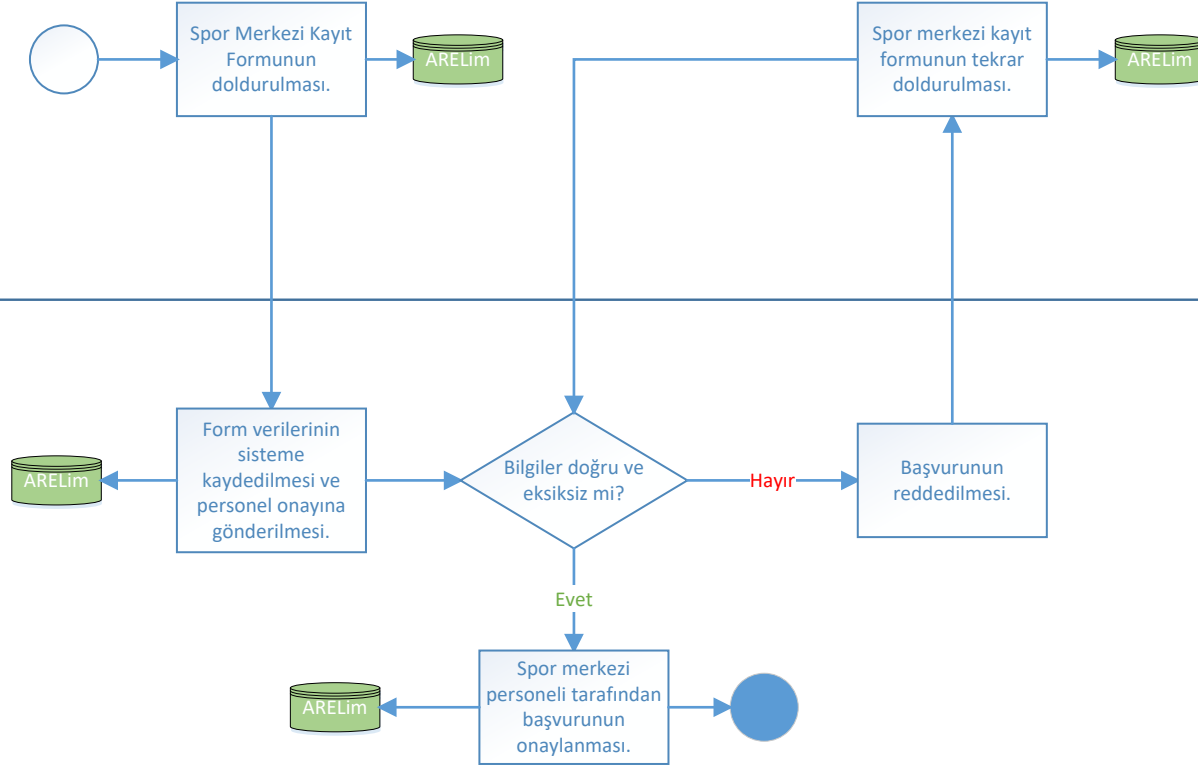 Spor Merkezi Kayıt
Formunun
doldurulması.
ARELim
Spor merkezi kayıt
formunun tekrar
doldurulması.
ARELim
Form verilerinin
sisteme
kaydedilmesi ve
personel onayına
gönderilmesi.
ARELim
Bilgiler doğru ve
eksiksiz mi?
Hayır
Başvurunun
reddedilmesi.
Evet
Spor merkezi
personeli tarafından
başvurunun
onaylanması.
ARELim